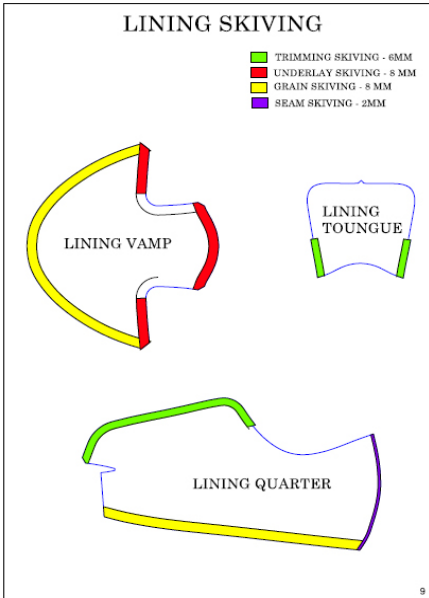 LINING SKIVING
TRIMMING SKIVING - 6MM
UNDERLAY SKIVING - 8 MM
GRAIN SKIVING - 8 MM
SEAM SKIVING - 2MM
LINING VAMP
LINING
TOUNGUE
LINING QUARTER
9